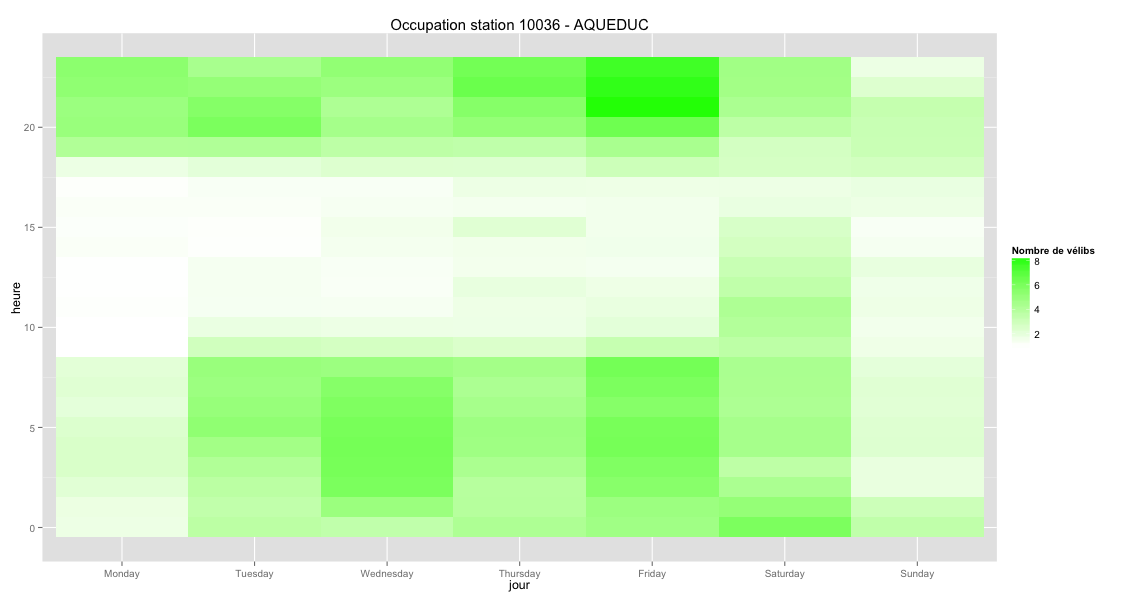 Occupation station 10036 - AQUEDUC
heure
20
15
10
5
0
Monday Tuesday Wednesday Thursday Friday Saturday Sunday
jour
Nombre de vélibs
8
6
4
2